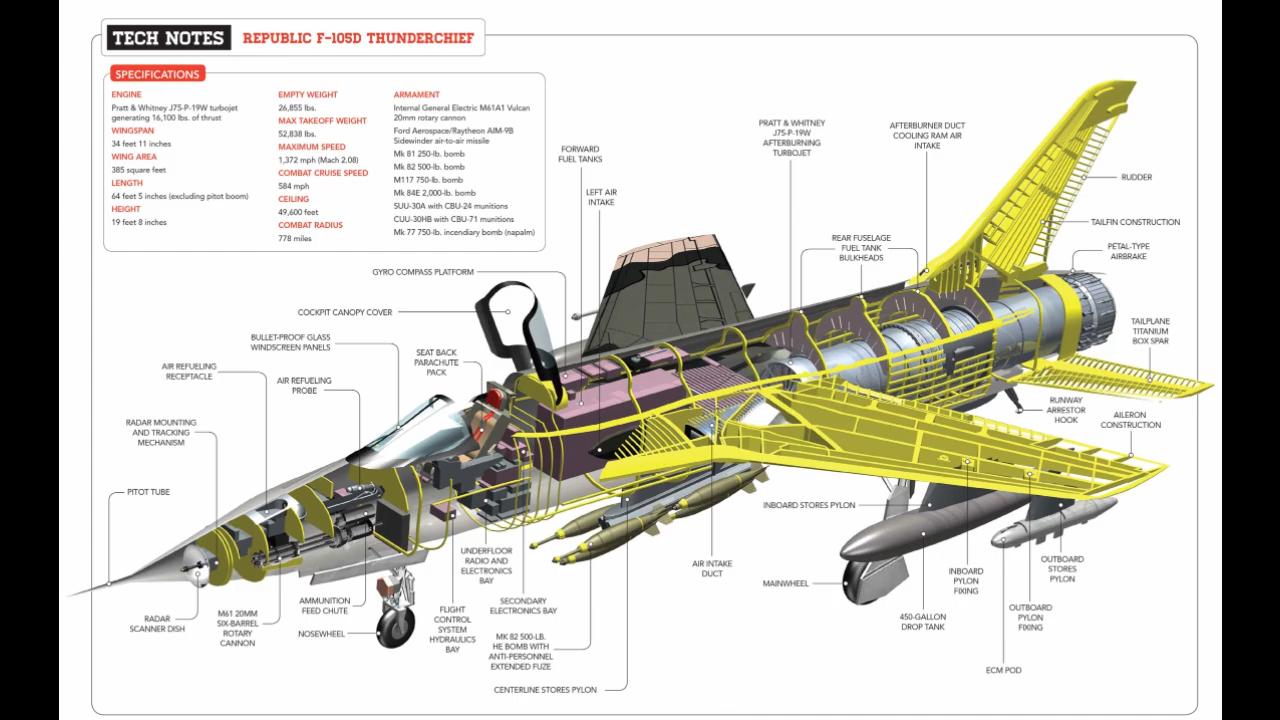 TECH NOTES REPUBLIC F-105D THUNDERCHIEF
SPECIFICATIONS
ENGINE
Pratt & Whitney J75-P-19W turbojet
generating 16,100 lbs. of thrust
WINGSPAN
34 feet 11 inches
WING AREA
385 square feet
LENGTH
64 feet 5 inches (excluding pitot boom)
HEIGHT
19 feet 8 inches
EMPTY WEIGHT
26,855 lbs.
MAX TAKEOFF WEIGHT
52,838 lbs.
MAXIMUM SPEED
1,372 mph (Mach 2.08)
COMBAT CRUISE SPEED
584 mph
CEILING
49,600 feet
COMBAT RADIUS
778 miles
ARMAMENT
Internal General Electric M61A1 Vulcan
20mm rotary cannon
Ford Aerospace/Raytheon AIM-9B
Sidewinder air-to-air missile
Mk 81 250-lb. bomb
Mk 82 500-lb. bomb
M117 750-lb. bomb
Mk 84E 2,000-lb. bomb
SUU-30A with CBU-24 munitions
CUU-30HB with CBU-71 munitions
Mk 77 750-lb. incendiary bomb (napalm)
FORWARD
FUEL TANKS
LEFT AIR
INTAKE
PRATT & WHITNEY
J75-P-19W
AFTERBURNING
TURBOJET
AFTERBURNER DUCT
COOLING RAM AIR
INTAKE
RUDDER
TAILFIN CONSTRUCTION
REAR FUSELAGE
FUEL TANK
BULKHEADS
PETAL-TYPE
AIRBRAKE
GYRO COMPASS PLATFORM
COCKPIT CANOPY COVER
BULLET-PROOF GLASS
WINDSCREEN PANELS
SEAT BACK
PARACHUTE
PACK
TAILPLANE
TITANIUM
BOX SPAR
AIR REFUELING
RECEPTACLE
AIR REFUELING
PROBE
RUNWAY
ARRESTOR
HOOK
AILERON
CONSTRUCTION
RADAR MOUNTING
AND TRACKING
MECHANISM
PITOT TUBE
INBOARD STORES PYLON
UNDERFLOOR
RADIO AND
ELECTRONICS
BAY
AIR INTAKE
DUCT
MAINWHEEL
INBOARD
PYLON
FIXING
OUTBOARD
STORES
PYLON
RADAR
SCANNER DISH
M61 20MM
SIX-BARREL
ROTARY
CANNON
AMMUNITION
FEED CHUTE
NOSEWHEEL
FLIGHT
CONTROL
SYSTEM
HYDRAULICS
BAY
SECONDARY
ELECTRONICS BAY
MK 82 500-LB.
HE BOMB WITH
ANTI-PERSONNEL
EXTENDED FUZE
450-GALLON
DROP TANK
OUTBOARD
PYLON
FIXING
ECM POD
CENTERLINE STORES PYLON